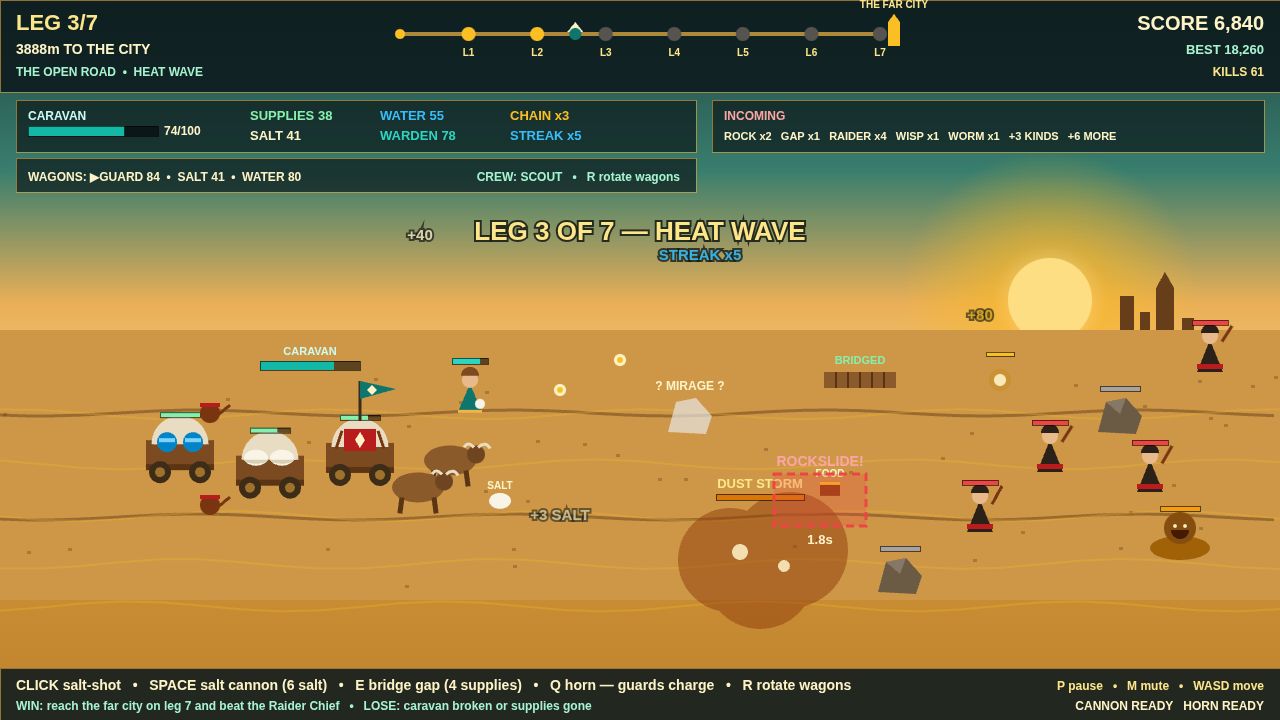 THE FAR CITY
LEG 3/7
SCORE 6,840
3888m TO THE CITY
BEST 18,260
L1 L2 L3 L4 L5 L6 L7
THE OPEN ROAD • HEAT WAVE
KILLS 61
CARAVAN
74/100
SUPPLIES 38
WATER 55
CHAIN x3
SALT 41
WARDEN 78
STREAK x5
INCOMING
ROCK x2 GAP x1 RAIDER x4 WISP x1 WORM x1 +3 KINDS +6 MORE
WAGONS: ▶GUARD 84 • SALT 41 • WATER 80
CREW: SCOUT • R rotate wagons
+40
LEG 3 OF 7 — HEAT WAVE
STREAK x5
+80
CARAVAN
BRIDGED
? MIRAGE ?
ROCKSLIDE!
FOOD
DUST STORM
SALT
+3 SALT
1.8s
CLICK salt-shot • SPACE salt cannon (6 salt) • E bridge gap (4 supplies) • Q horn — guards charge • R rotate wagons
P pause • M mute • WASD move
WIN: reach the far city on leg 7 and beat the Raider Chief • LOSE: caravan broken or supplies gone
CANNON READY HORN READY